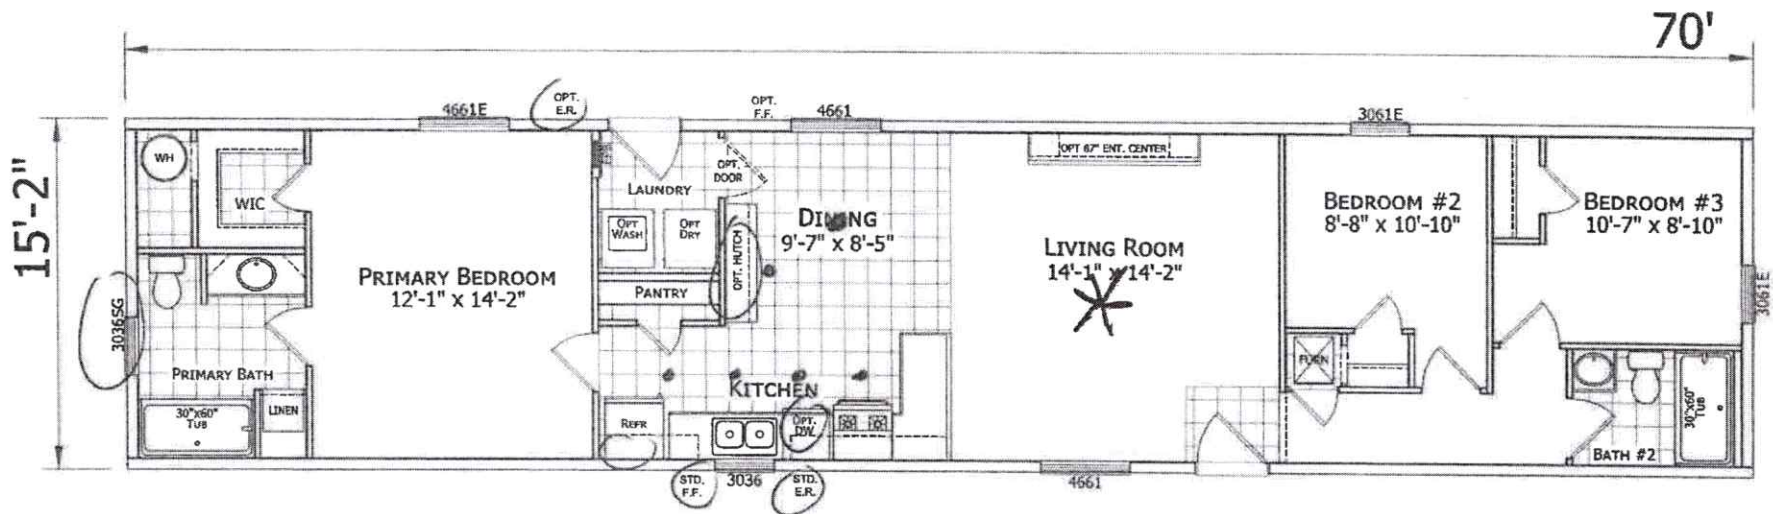 70'
15'-2"
4661E
OPT.
E.R.
OPT.
F.F.
4661
3061E
WH
WIC
LAUNDRY
OPT.
DOOR
OPT
WASH
OPT
DRY
OPT. HUTCH
DINING
9'-7" x 8'-5"
OPT 67" ENT. CENTER
LIVING ROOM
14'-1" x 14'-2"
BEDROOM #2
8'-8" x 10'-10"
BEDROOM #3
10'-7" x 8'-10"
PRIMARY BEDROOM
12'-1" x 14'-2"
PANTRY
3036SG
3061E
PRIMARY BATH
30"x60"
TUB
LINEN
KITCHEN
REFR
OPT.
DW
FURN
30"x60"
TUB
BATH #2
STD.
F.F.
3036
STD.
E.R.
4661